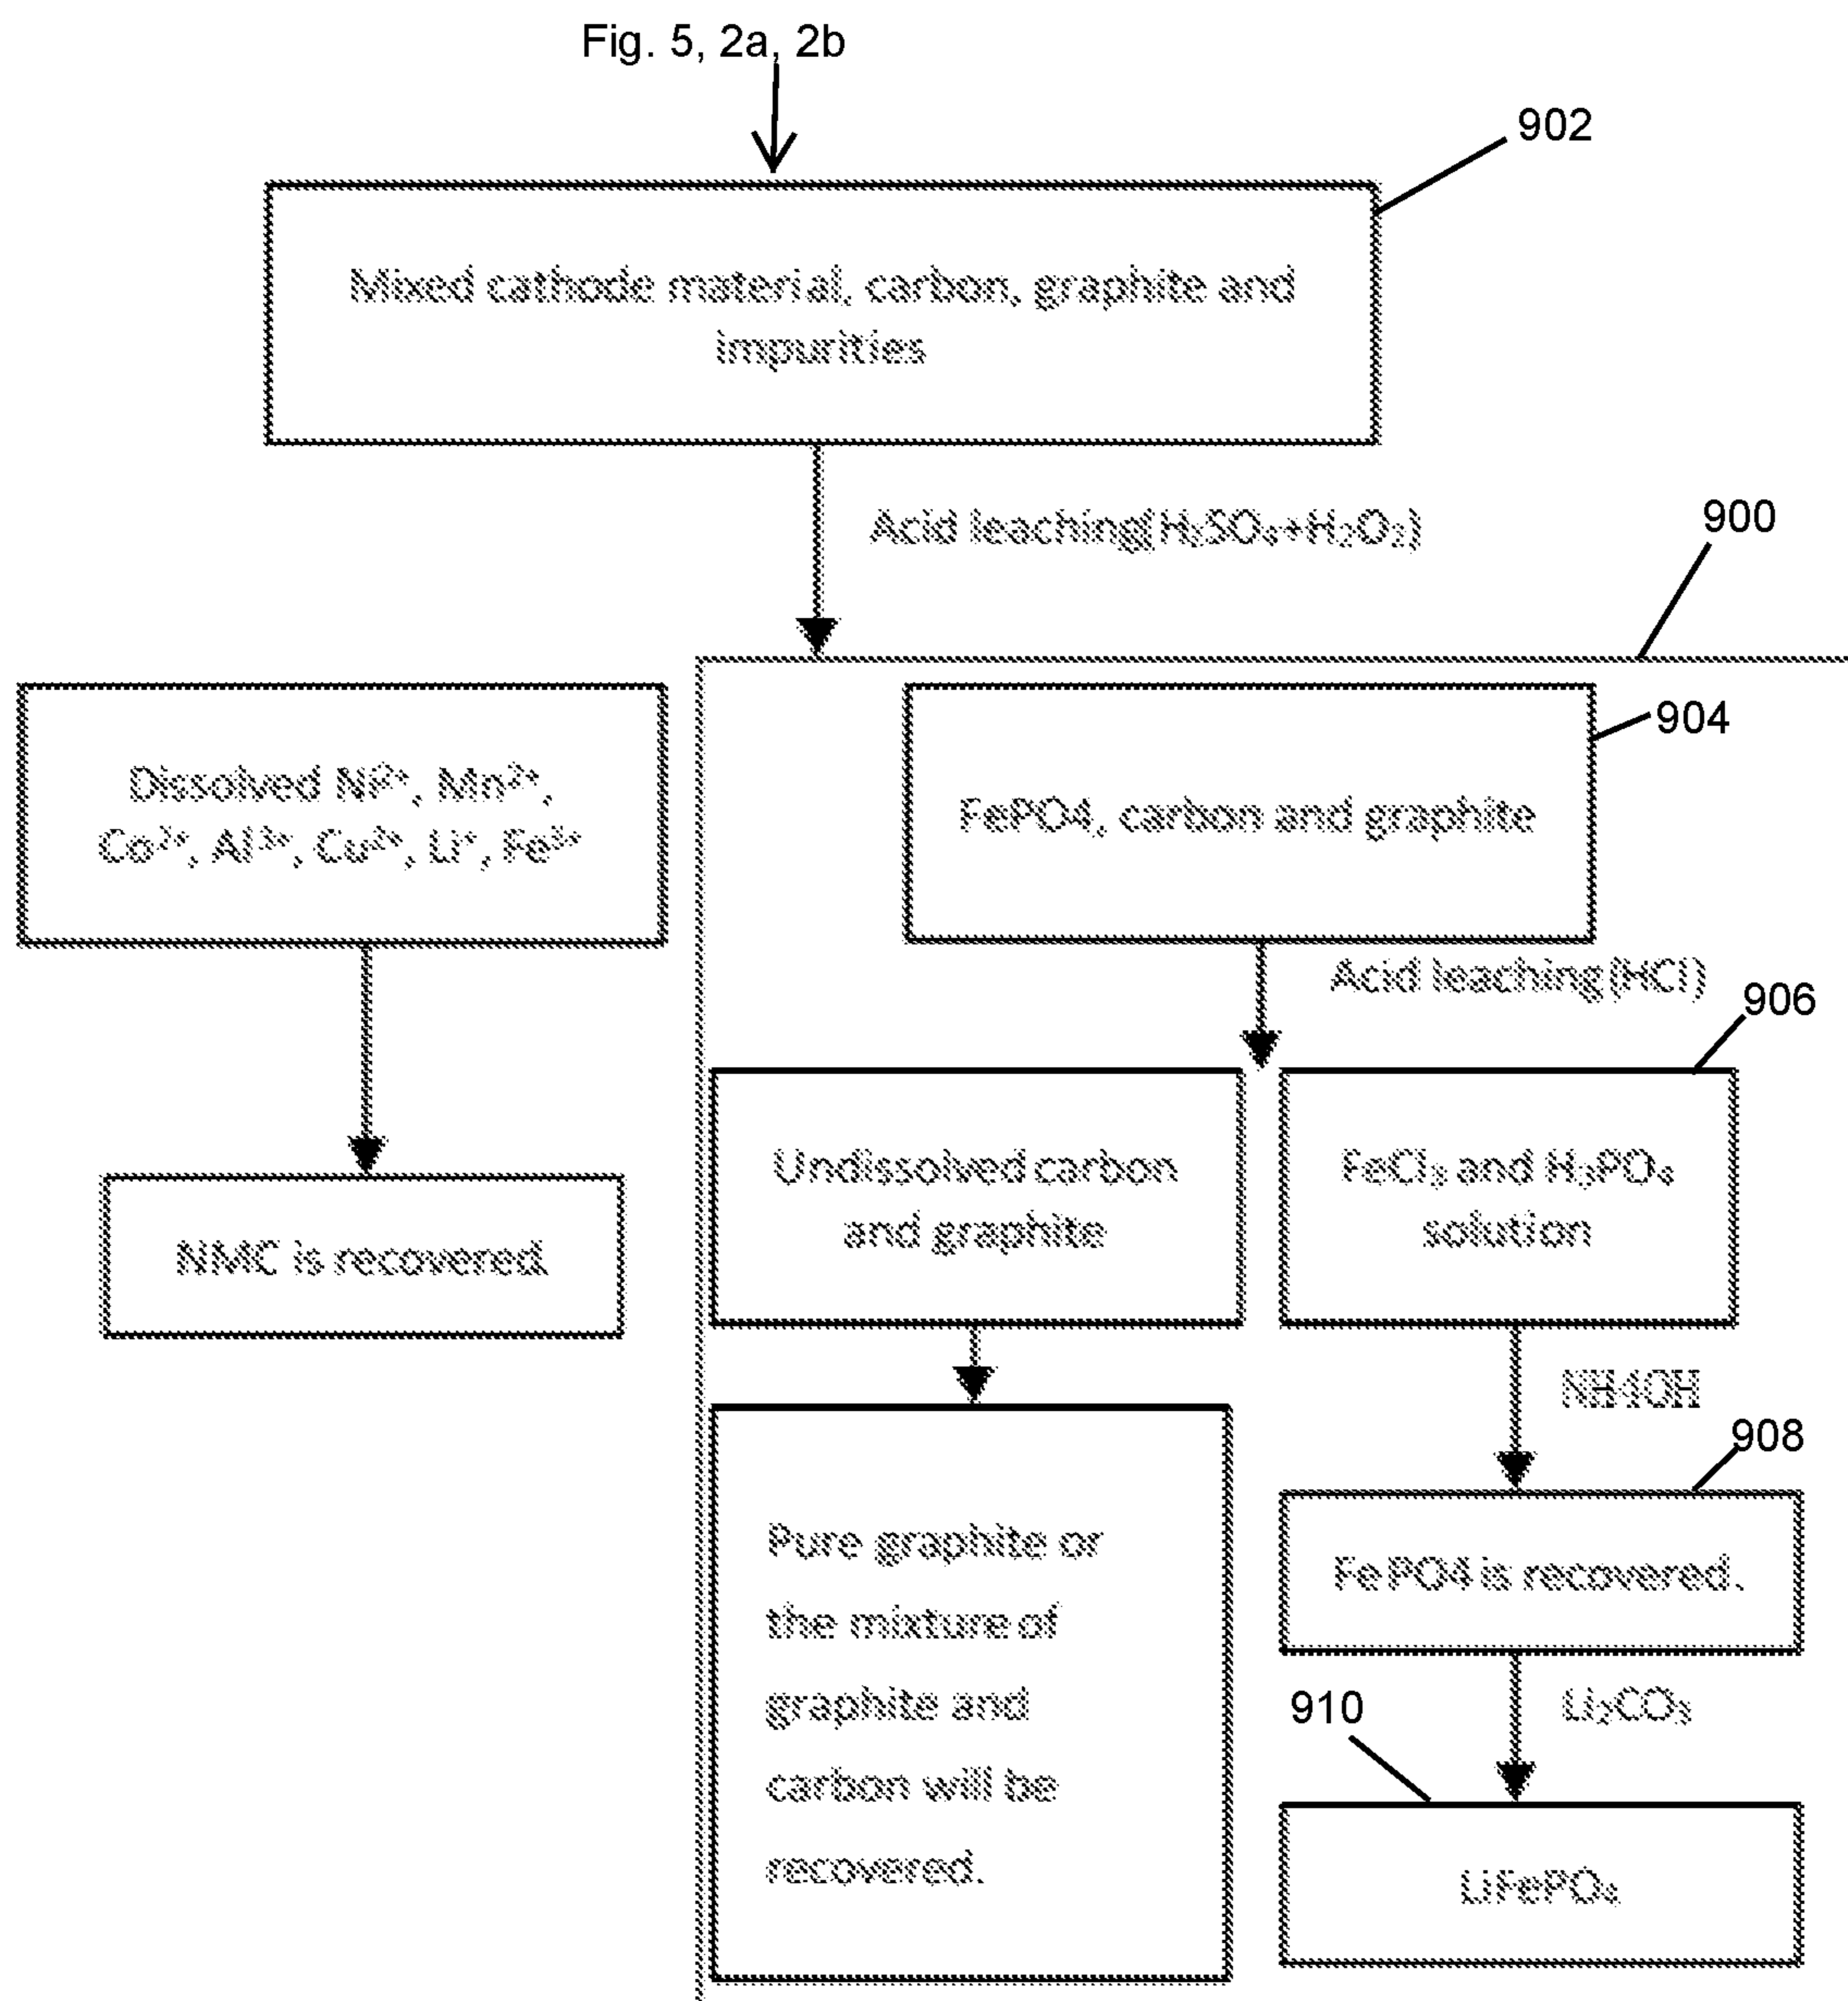 Fig. 5, 2a, 2b
902
Mixed cathode material, carbon, graphite and
impurities
Acid leaching(H₂SO₄+H₂O₂)
900
904
Dissolved Ni²⁺, Mn²⁺,
Co²⁺, Al³⁺, Cu²⁺, Li⁺, Fe³⁺
FePO4, carbon and graphite
Acid leaching(HCl)
906
Undissolved carbon
and graphite
FeCl₃ and H₃PO₄
solution
NMC is recovered.
NH4OH
908
Pure graphite or
the mixture of
graphite and
carbon will be
recovered.
FePO4 is recovered.
Li₂CO₃
910
LiFePO₄